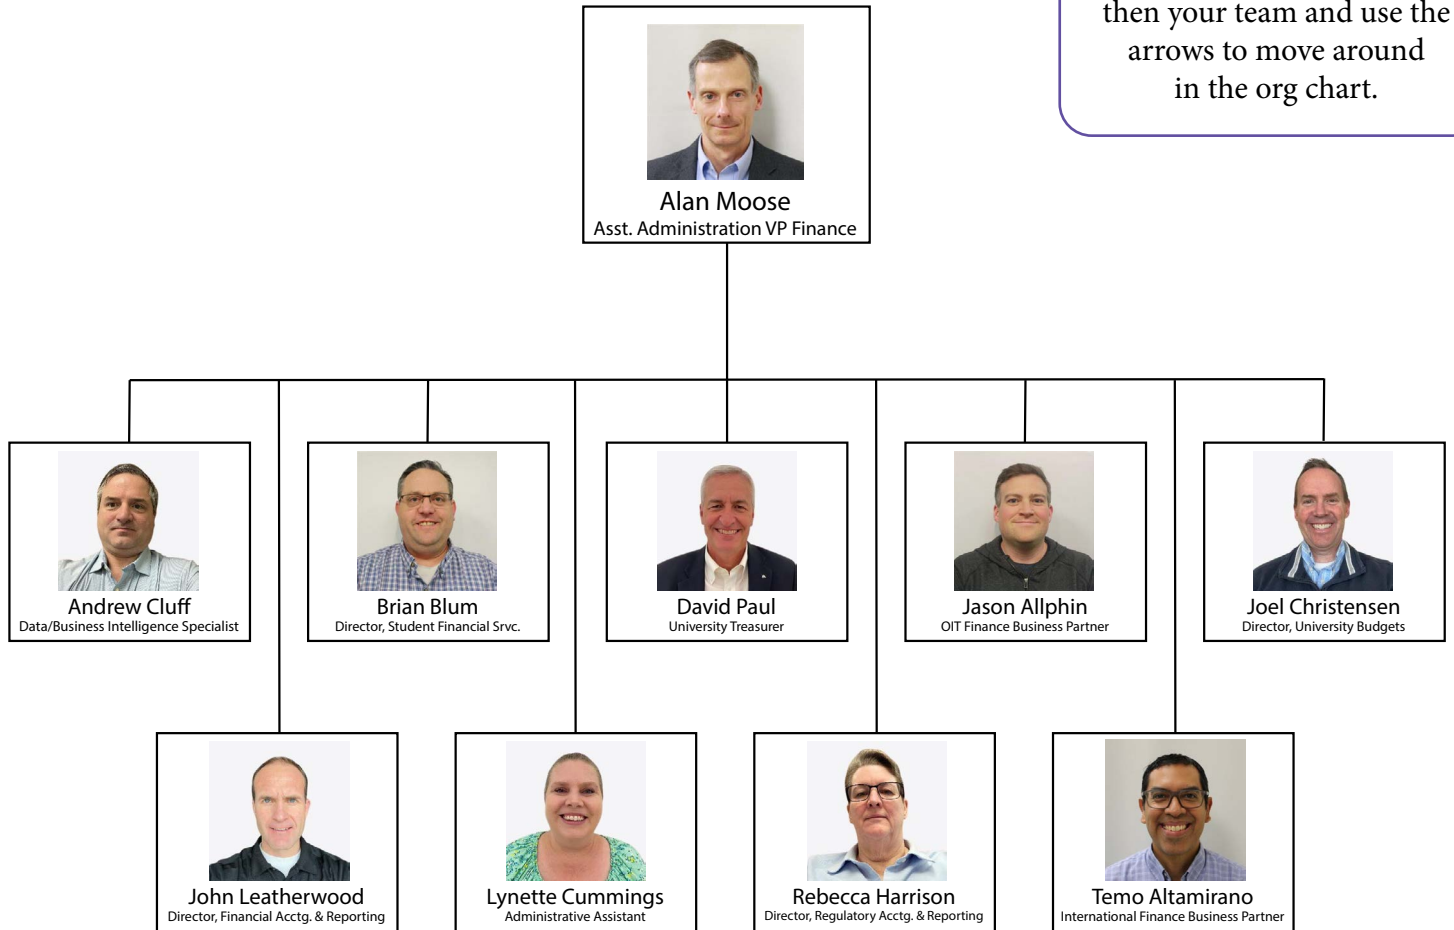 then your team and use the
arrows to move around
in the org chart.
Alan Moose
Asst. Administration VP Finance
Andrew Cluff
Data/Business Intelligence Specialist
Brian Blum
Director, Student Financial Srvc.
David Paul
University Treasurer
Jason Allphin
OIT Finance Business Partner
Joel Christensen
Director, University Budgets
John Leatherwood
Director, Financial Acctg. & Reporting
Lynette Cummings
Administrative Assistant
Rebecca Harrison
Director, Regulatory Acctg. & Reporting
Temo Altamirano
International Finance Business Partner